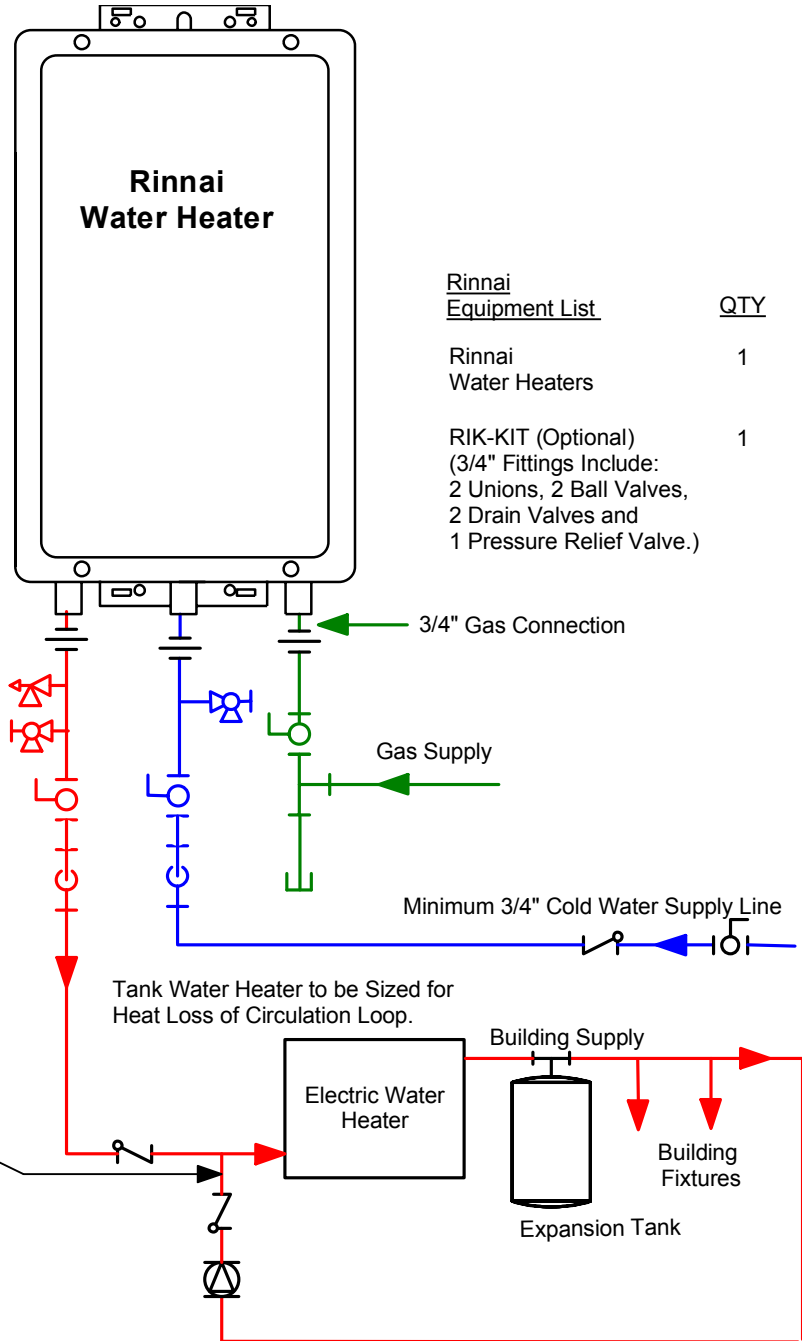 Rinnai
Water Heater
Rinnai
Equipment List QTY
Rinnai 1
Water Heaters
RIK-KIT (Optional) 1
(3/4" Fittings Include:
2 Unions, 2 Ball Valves,
2 Drain Valves and
1 Pressure Relief Valve.)
3/4" Gas Connection
Gas Supply
Minimum 3/4" Cold Water Supply Line
Tank Water Heater to be Sized for
Heat Loss of Circulation Loop.
Building Supply
Electric Water
Heater
Building
Fixtures
Expansion Tank